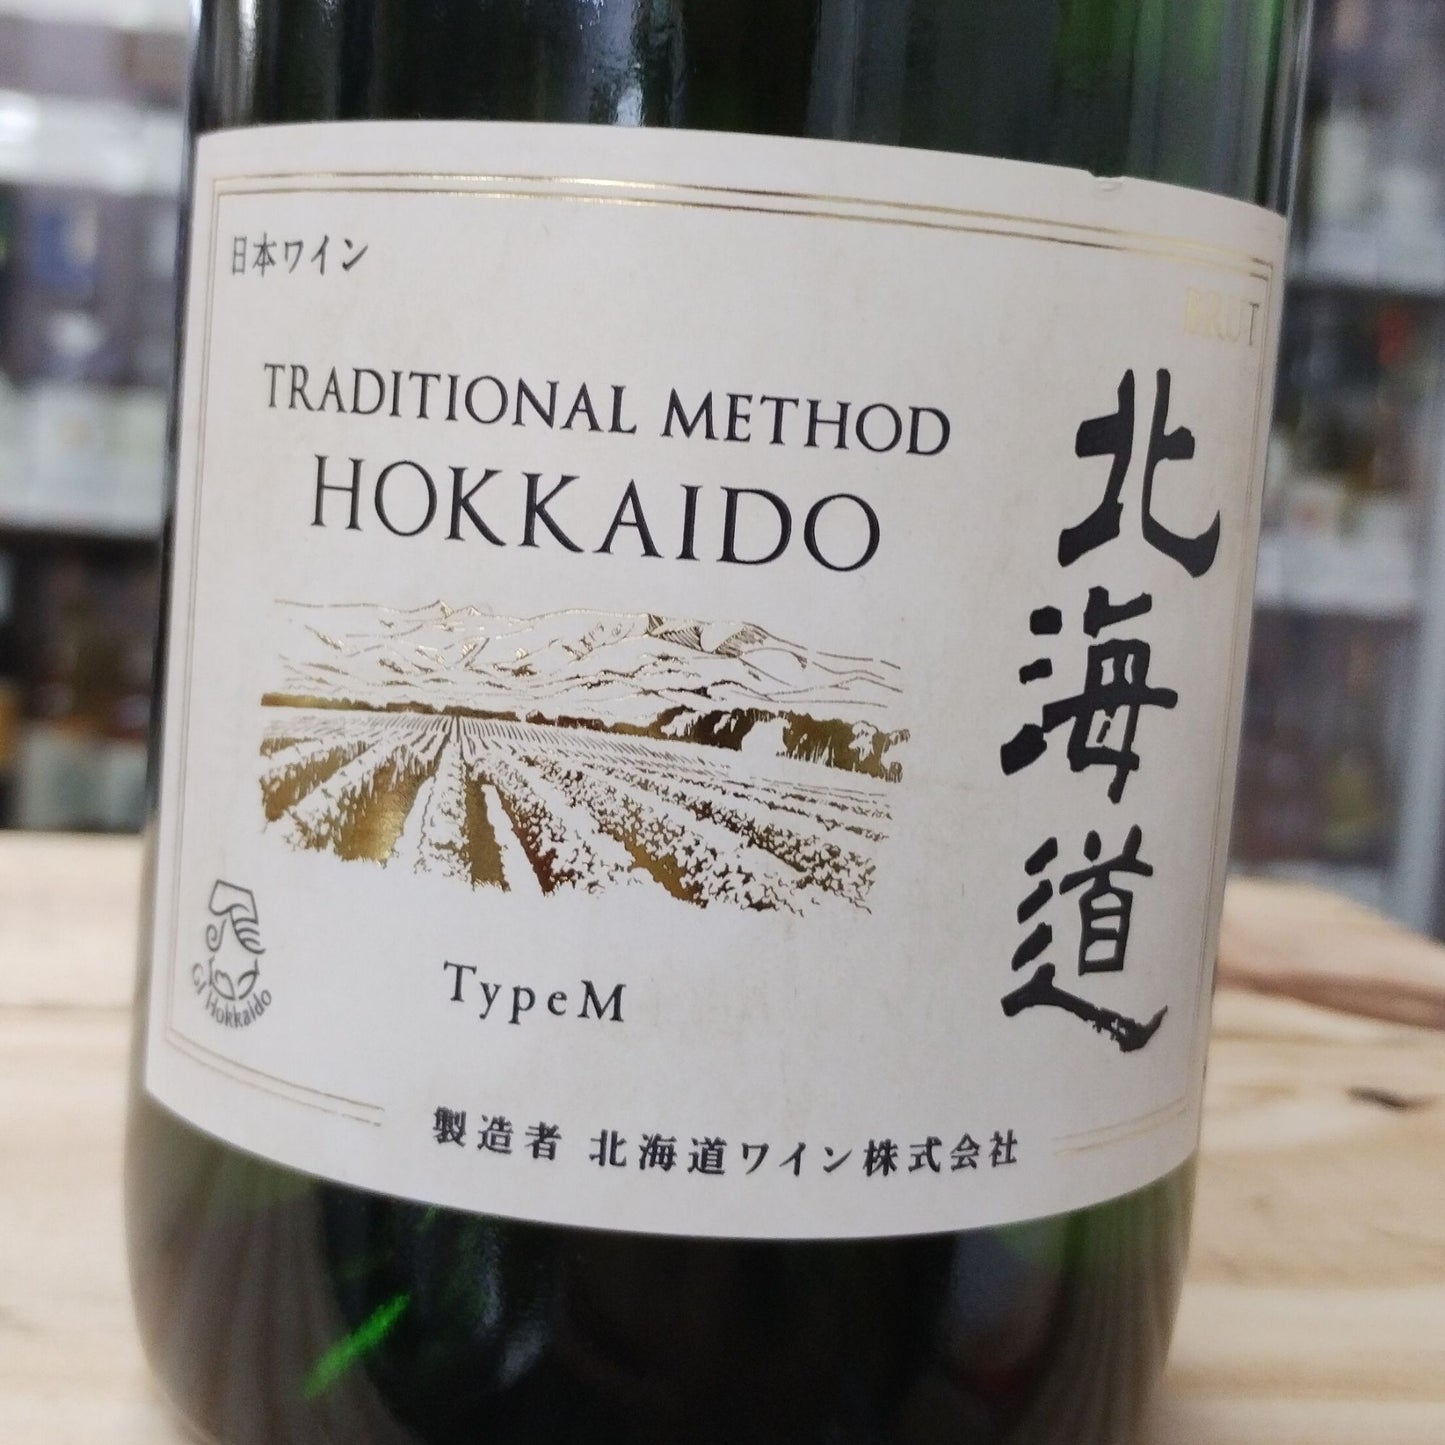 日本ワイン
BRUT
TRADITIONAL METHOD
HOKKAIDO
北海道
TypeM
GI Hokkaido
製造者 北海道ワイン株式会社